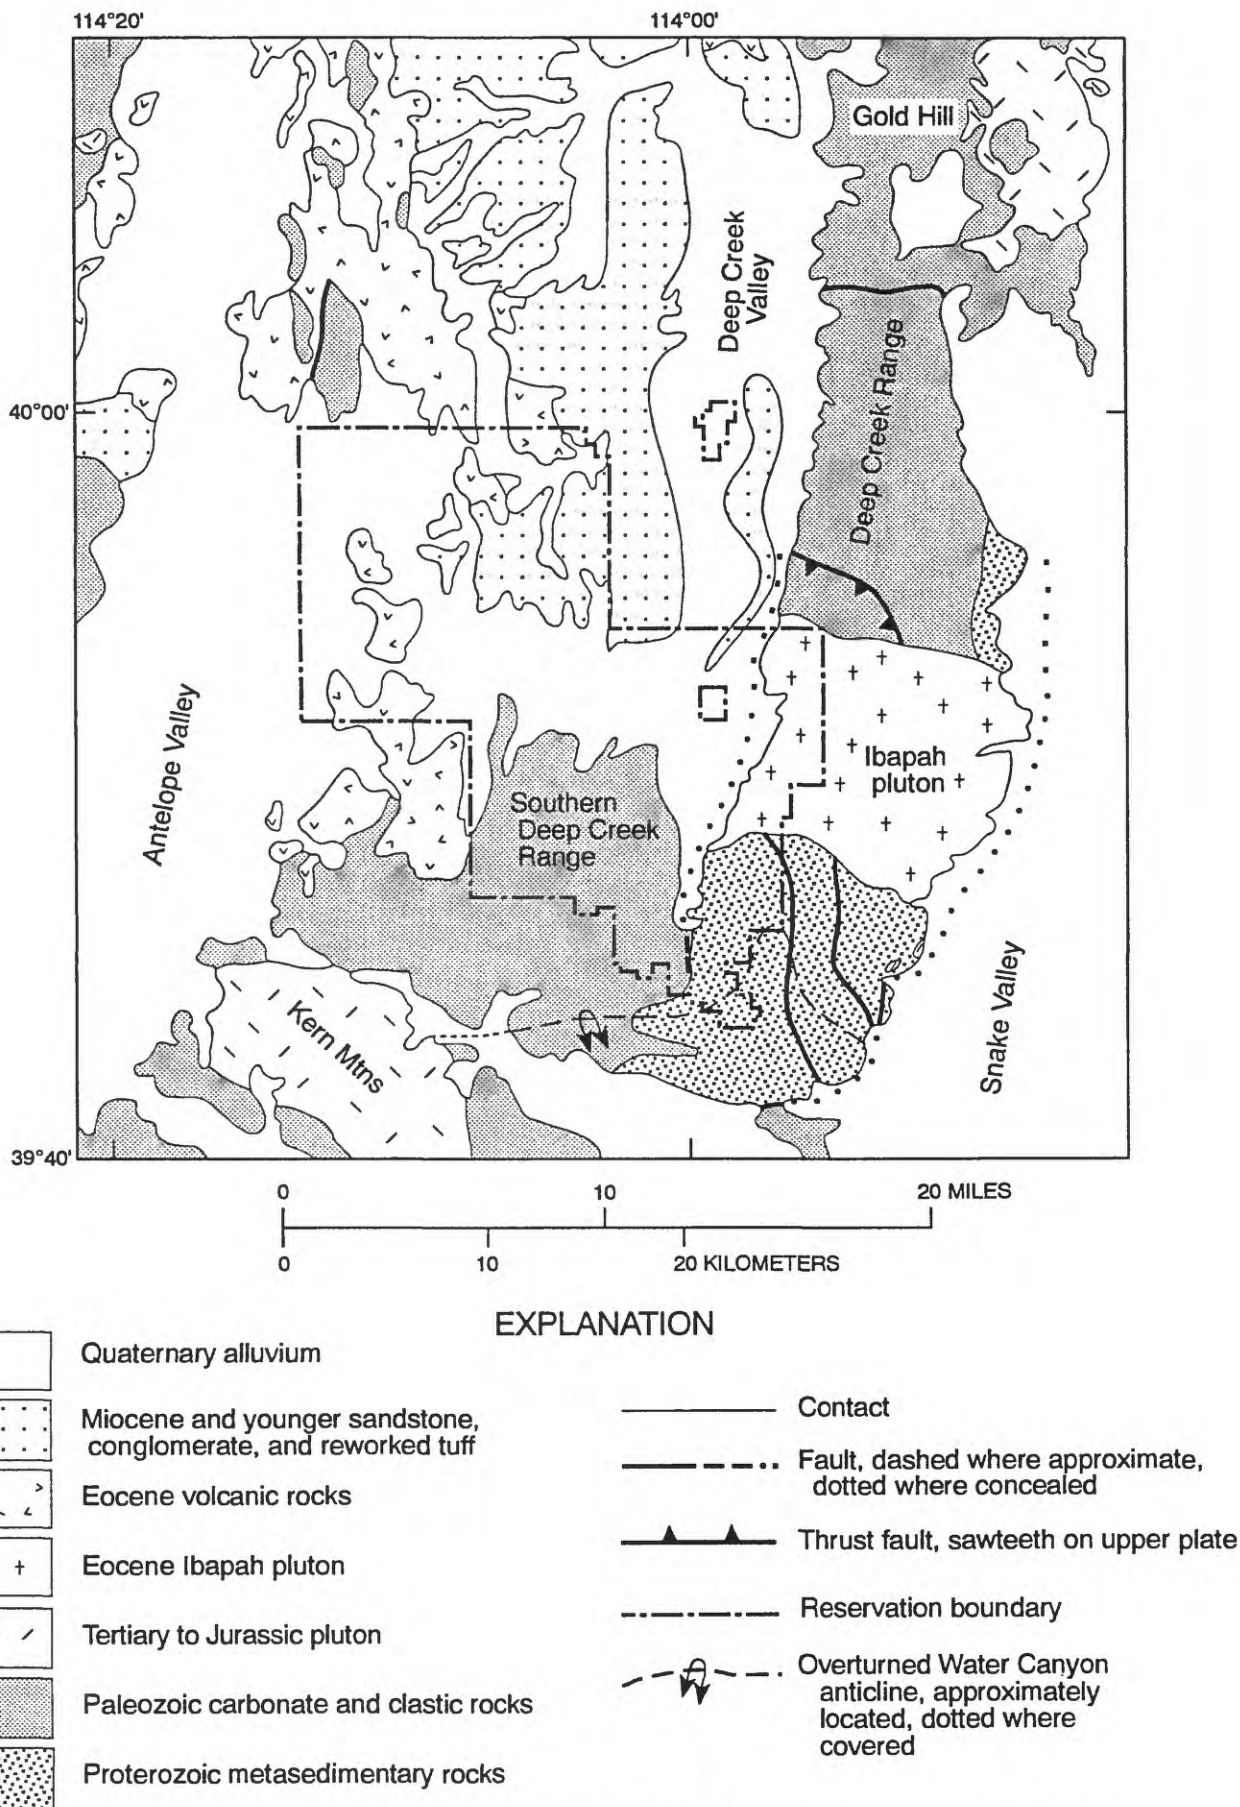 114°20'
114°00'
Gold Hill
Deep Creek
Valley
Deep Creek Range
40°00'
Antelope Valley
Ibapah
pluton
Southern
Deep Creek
Range
Snake Valley
Kern Mtns
39°40'
0
10
20 MILES
0
10
20 KILOMETERS
EXPLANATION
Quaternary alluvium
Miocene and younger sandstone,
conglomerate, and reworked tuff
Eocene volcanic rocks
Eocene Ibapah pluton
Tertiary to Jurassic pluton
Paleozoic carbonate and clastic rocks
Proterozoic metasedimentary rocks
Contact
Fault, dashed where approximate,
dotted where concealed
Thrust fault, sawteeth on upper plate
Reservation boundary
Overturned Water Canyon
anticline, approximately
located, dotted where
covered